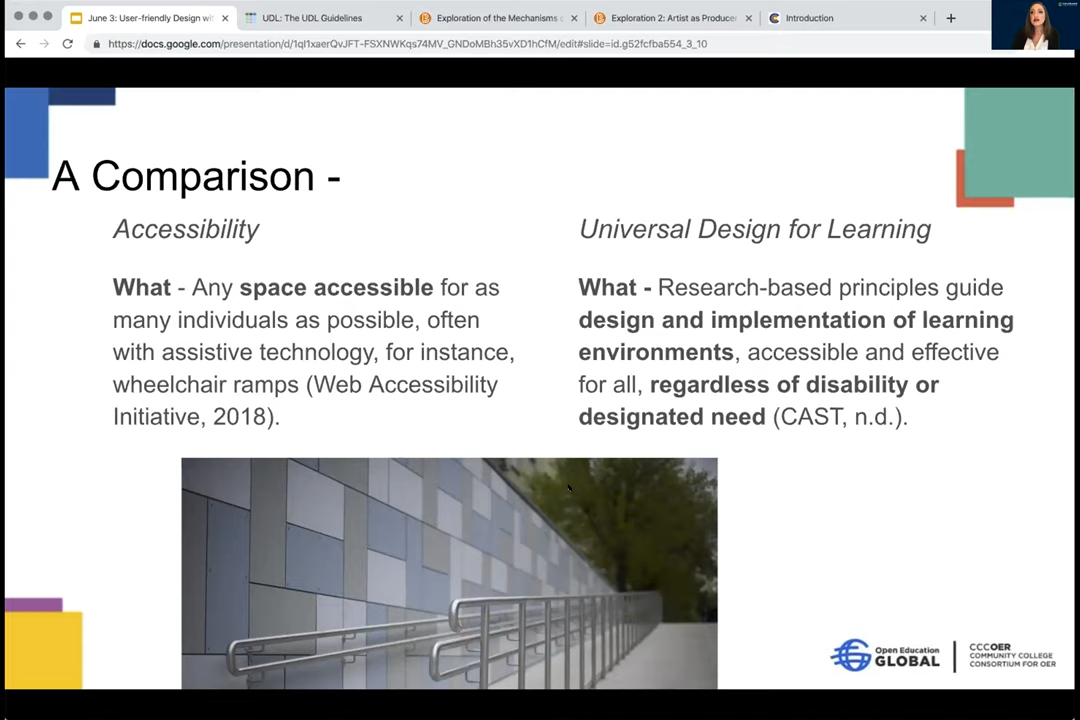 June 3: User-friendly Design wi
UDL: The UDL Guidelines
Exploration of the Mechanisms
Exploration 2: Artist as Producer
Introduction
https://docs.google.com/presentation/d/1ql1xaerQvJFT-FSXNWKqs74MV_GNDoMBh35vXD1hCfM/edit#slide=id.g52fcfba554_3_10
A Comparison -
Accessibility
What - Any space accessible for as
many individuals as possible, often
with assistive technology, for instance,
wheelchair ramps (Web Accessibility
Initiative, 2018).
Universal Design for Learning
What - Research-based principles guide
design and implementation of learning
environments, accessible and effective
for all, regardless of disability or
designated need (CAST, n.d.).
Open Education
GLOBAL
CCCOER
COMMUNITY COLLEGE
CONSORTIUM FOR OER